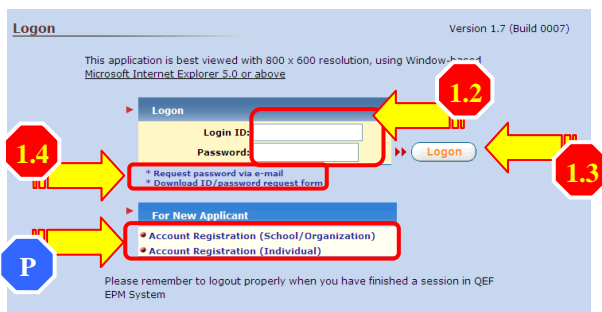 Logon
Version 1.7 (Build 0007)
This application is best viewed with 800 x 600 resolution, using Window-based
Microsoft Internet Explorer 5.0 or above
1.2
Logon
Login ID:
Password:
Logon
1.4
1.3
* Request password via e-mail
* Download ID/password request form
For New Applicant
Account Registration (School/Organization)
Account Registration (Individual)
P
Please remember to logout properly when you have finished a session in QEF
EPM System